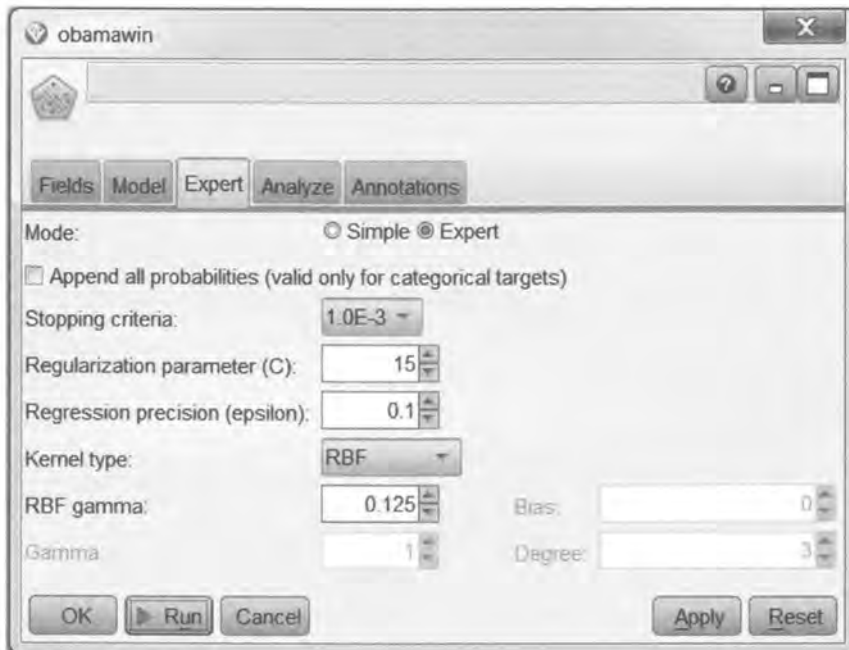 obamawin
Fields Model Expert Analyze Annotations
Mode: Simple Expert
Append all probabilities (valid only for categorical targets)
Stopping criteria: 1.0E-3
Regularization parameter (C): 15
Regression precision (epsilon): 0.1
Kernel type: RBF
RBF gamma: 0.125 Bias: 0
Gamma: 1 Degree: 3
OK Run Cancel Apply Reset